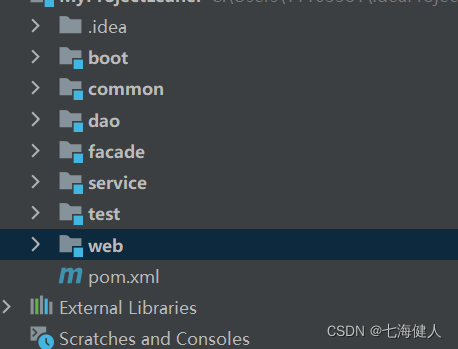 .idea
boot
common
dao
facade
service
test
web
pom.xml
External Libraries
Scratches and Consoles
CSDN @七海健人